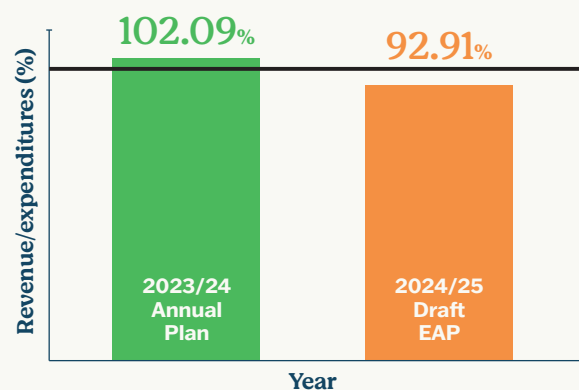 102.09%
92.91%
Revenue/expenditures (%)
2023/24
Annual
Plan
2024/25
Draft
EAP
Year